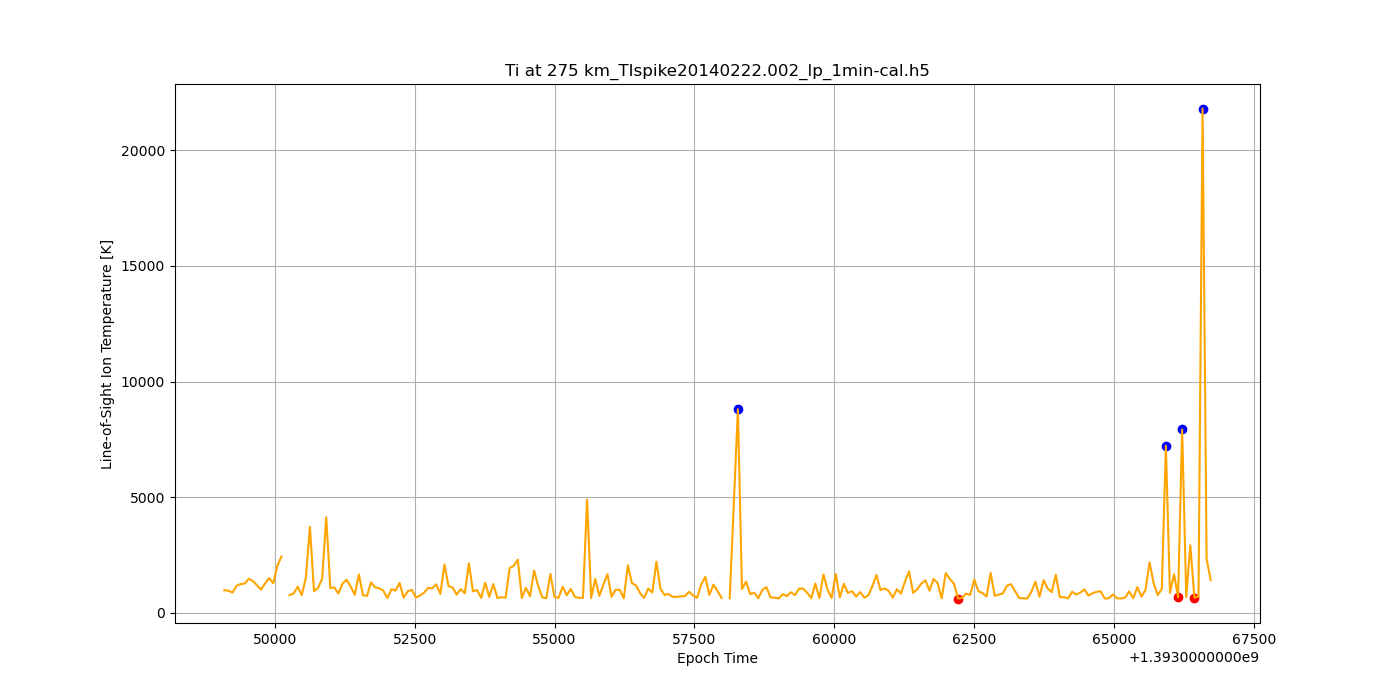 Ti at 275 km_TIspike20140222.002_lp_1min-cal.h5
Line-of-Sight Ion Temperature [K]
20000
15000
10000
5000
0
50000 52500 55000 57500 60000 62500 65000 67500
Epoch Time
+1.3930000000e9